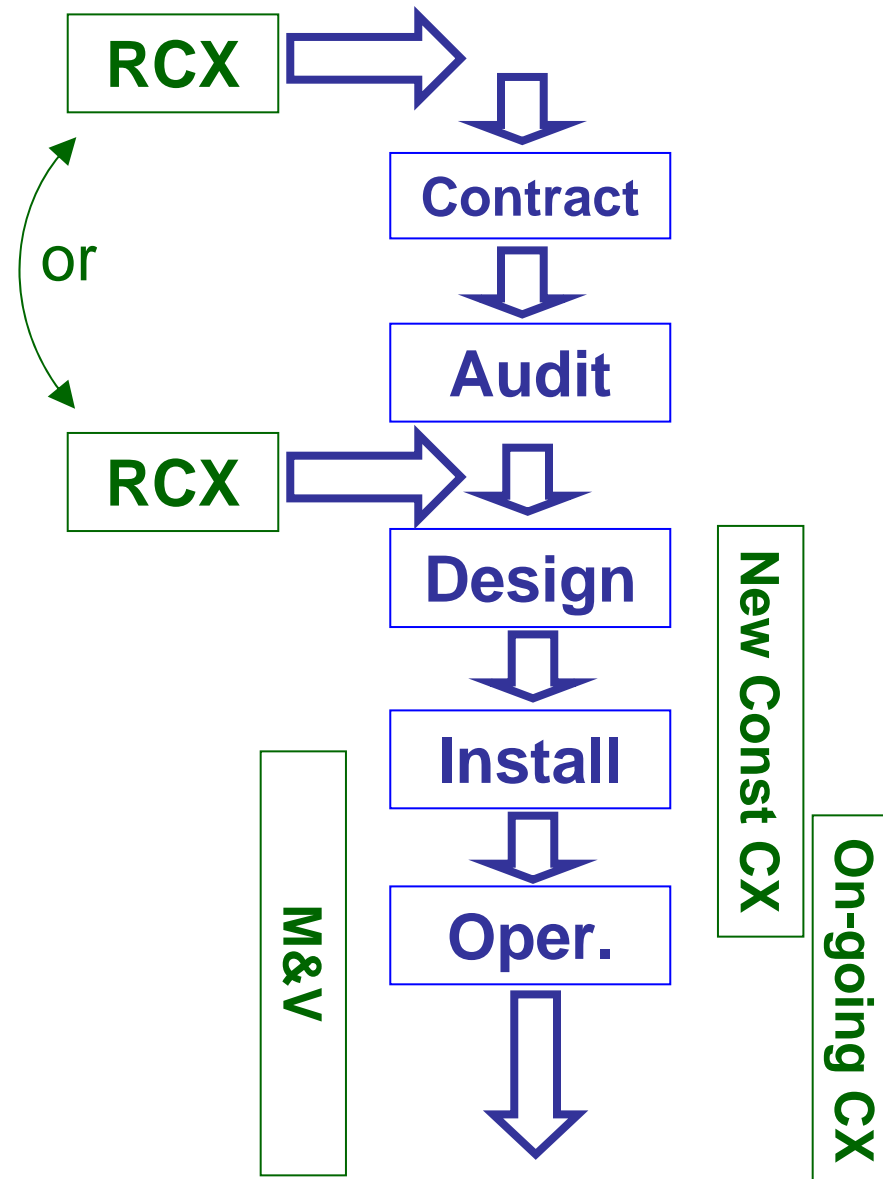 RCX
Contract
or
Audit
RCX
Design
New Const CX
Install
M&V
Oper.
On-going CX